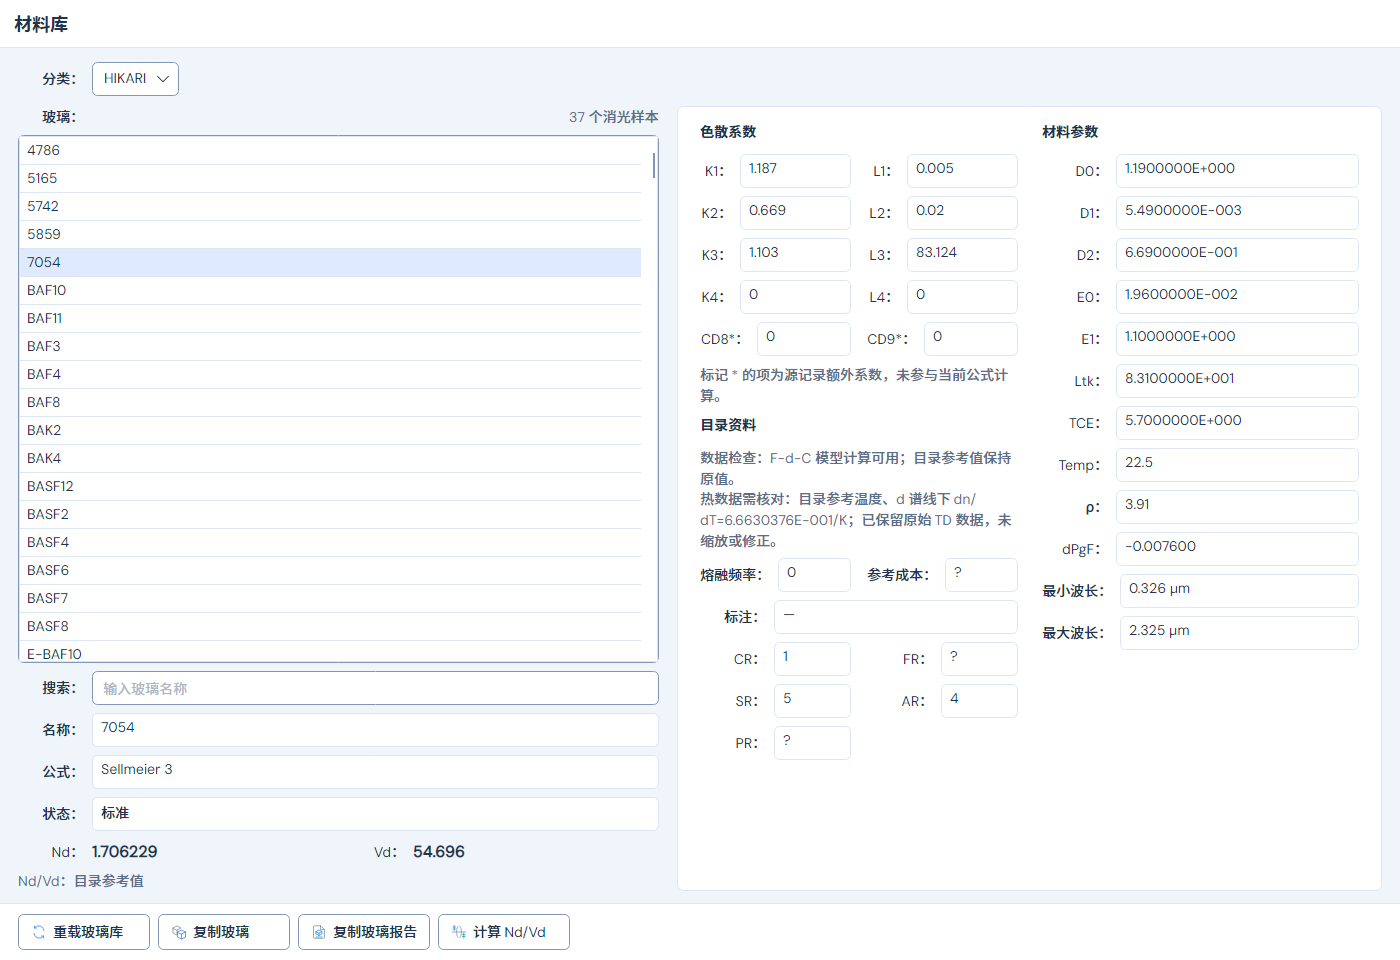 材料库
分类： HIKARI
玻璃： 37 个消光样本
4786
5165
5742
5859
7054
BAF10
BAF11
BAF3
BAF4
BAF8
BAK2
BAK4
BASF12
BASF2
BASF4
BASF6
BASF7
BASF8
E-BAF10
搜索： 输入玻璃名称
名称： 7054
公式： Sellmeier 3
状态： 标准
Nd： 1.706229 Vd： 54.696
Nd/Vd：目录参考值
色散系数
K1： 1.187 L1： 0.005
K2： 0.669 L2： 0.02
K3： 1.103 L3： 83.124
K4： 0 L4： 0
CD8*： 0 CD9*： 0
标记 * 的项为源记录额外系数，未参与当前公式计
算。
目录资料
数据检查：F-d-C 模型计算可用；目录参考值保持
原值。
热数据需核对：目录参考温度、d 谱线下 dn/
dT=6.6630376E-001/K；已保留原始 TD 数据，未
缩放或修正。
熔融频率： 0 参考成本： ?
标注： —
CR： 1 FR： ?
SR： 5 AR： 4
PR： ?
材料参数
D0： 1.1900000E+000
D1： 5.4900000E-003
D2： 6.6900000E-001
E0： 1.9600000E-002
E1： 1.1000000E+000
Ltk： 8.3100000E+001
TCE： 5.7000000E+000
Temp： 22.5
ρ： 3.91
dPgF： -0.007600
最小波长： 0.326 μm
最大波长： 2.325 μm
重载玻璃库 复制玻璃 复制玻璃报告 计算 Nd/Vd